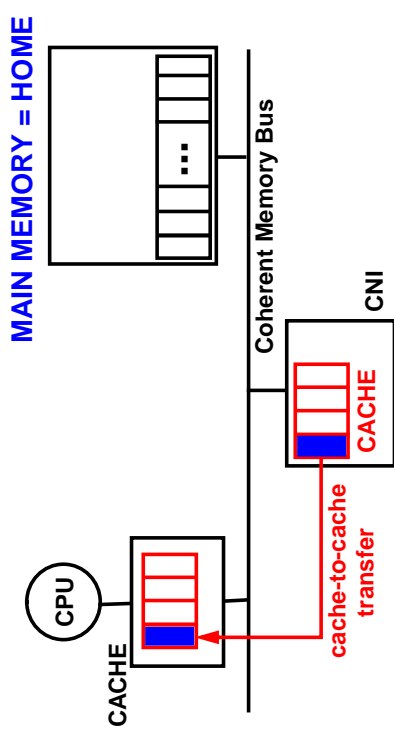 MAIN MEMORY = HOME
...
CPU
CACHE
Coherent Memory Bus
cache-to-cache
transfer
CACHE
CNI